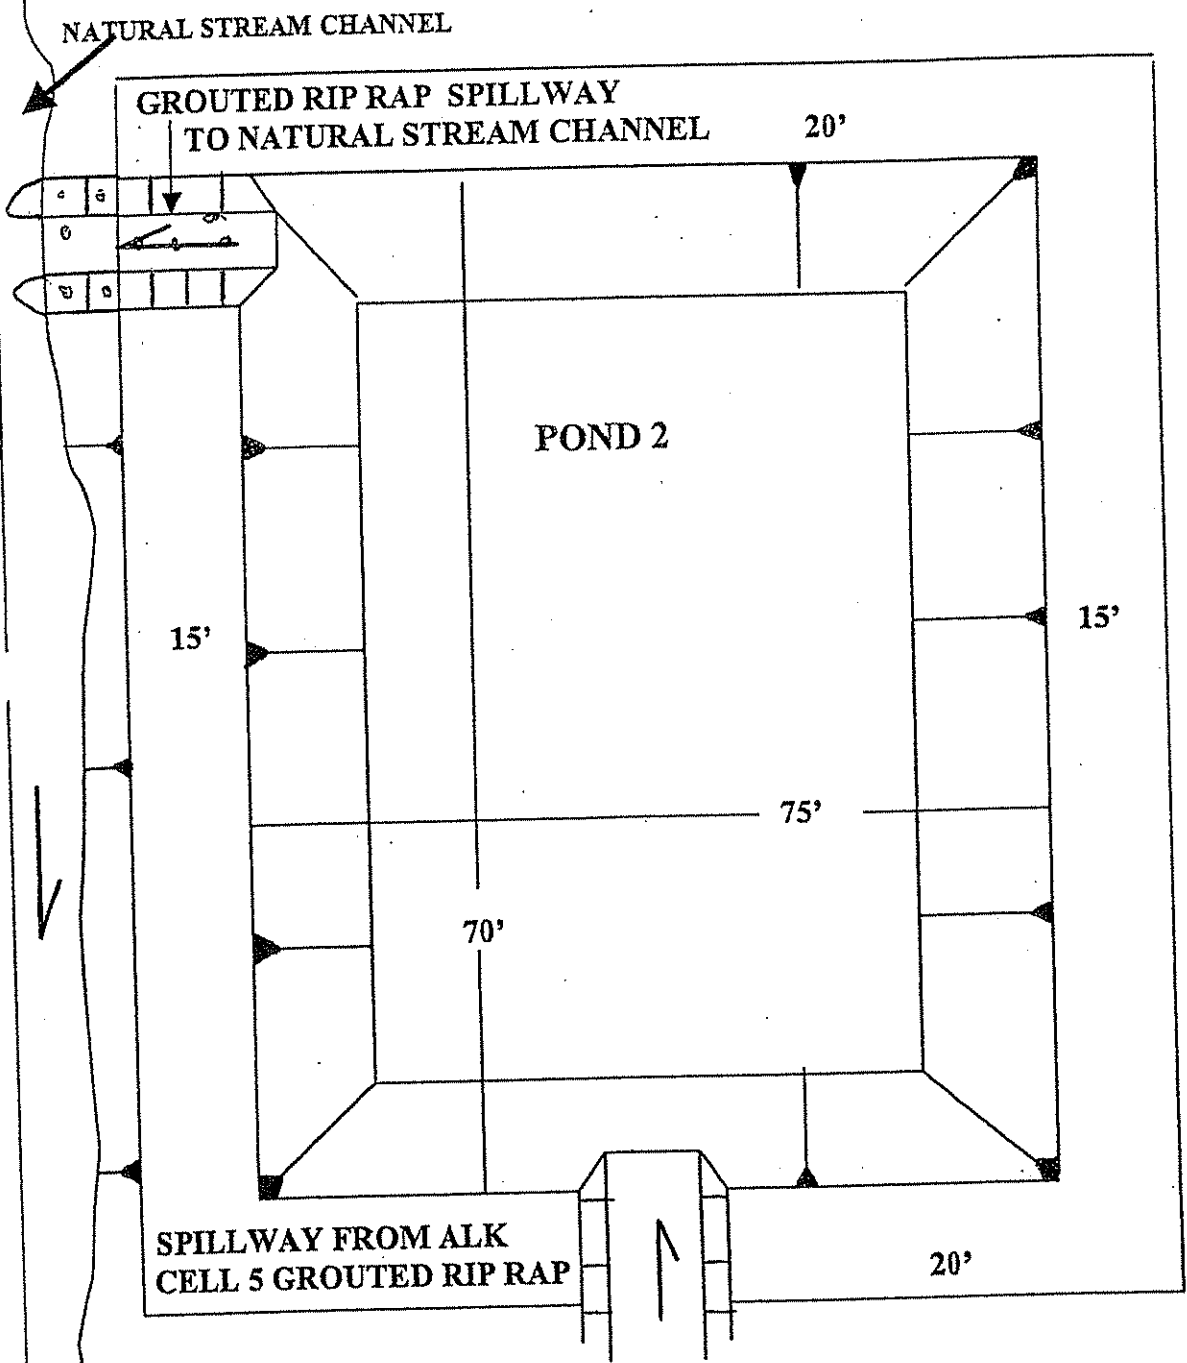 NATURAL STREAM CHANNEL
GROUTED RIP RAP SPILLWAY
TO NATURAL STREAM CHANNEL
20’
POND 2
15’
15’
75’
70’
SPILLWAY FROM ALK
CELL 5 GROUTED RIP RAP
20’